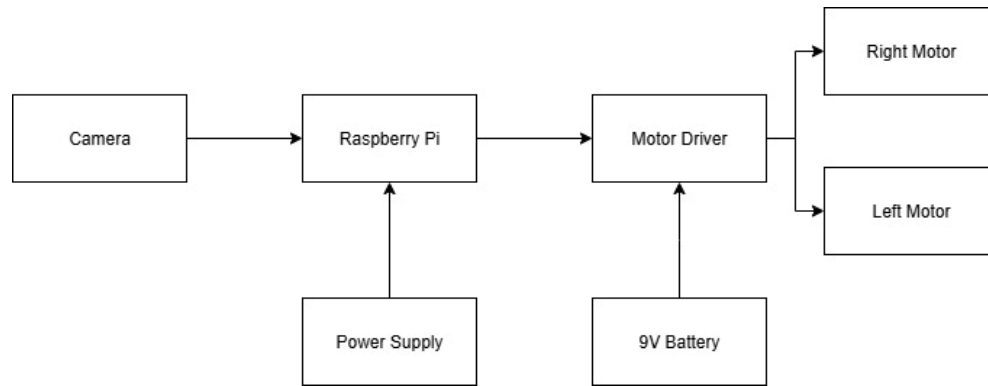 Right Motor
Camera
Raspberry Pi
Motor Driver
Left Motor
Power Supply
9V Battery